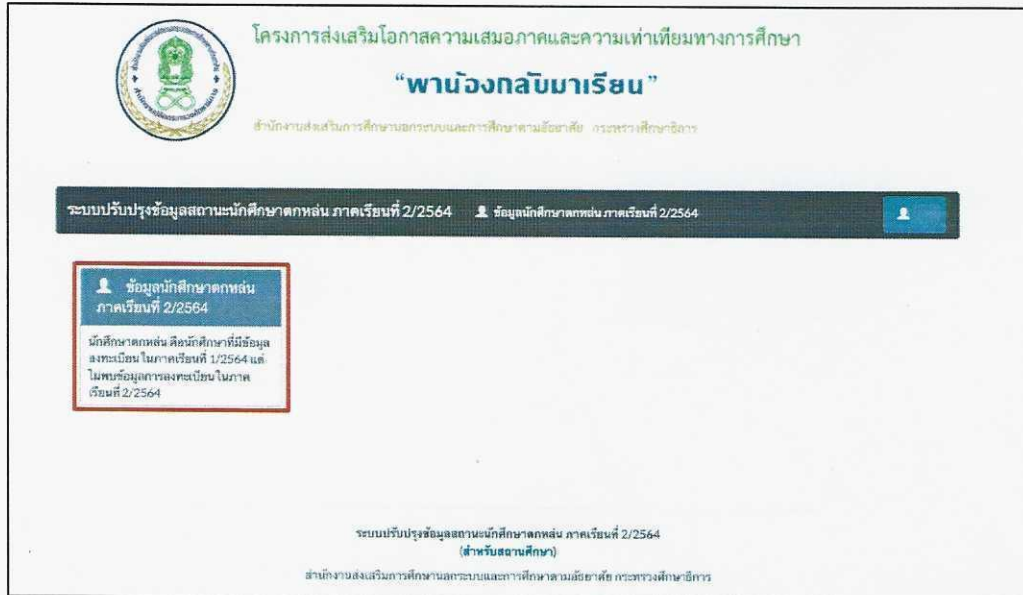 โครงการส่งเสริมโอกาสความเสมอภาคและความเท่าเทียมทางการศึกษา
“พาน้องกลับมาเรียน”
สำนักงานส่งเสริมการศึกษานอกระบบและการศึกษาตามอัธยาศัย กระทรวงศึกษาธิการ
ระบบปรับปรุงข้อมูลสถานะนักศึกษาตกหล่น ภาคเรียนที่ 2/2564 ข้อมูลนักศึกษาตกหล่น ภาคเรียนที่ 2/2564
ข้อมูลนักศึกษาตกหล่น
ภาคเรียนที่ 2/2564
นักศึกษาตกหล่น คือนักศึกษาที่มีข้อมูล
ลงทะเบียน ในภาคเรียนที่ 1/2564 แต่
ไม่พบข้อมูลการลงทะเบียน ในภาค
เรียนที่ 2/2564
ระบบปรับปรุงข้อมูลสถานะนักศึกษาตกหล่น ภาคเรียนที่ 2/2564
(สำหรับสถานศึกษา)
สำนักงานส่งเสริมการศึกษานอกระบบและการศึกษาตามอัธยาศัย กระทรวงศึกษาธิการ